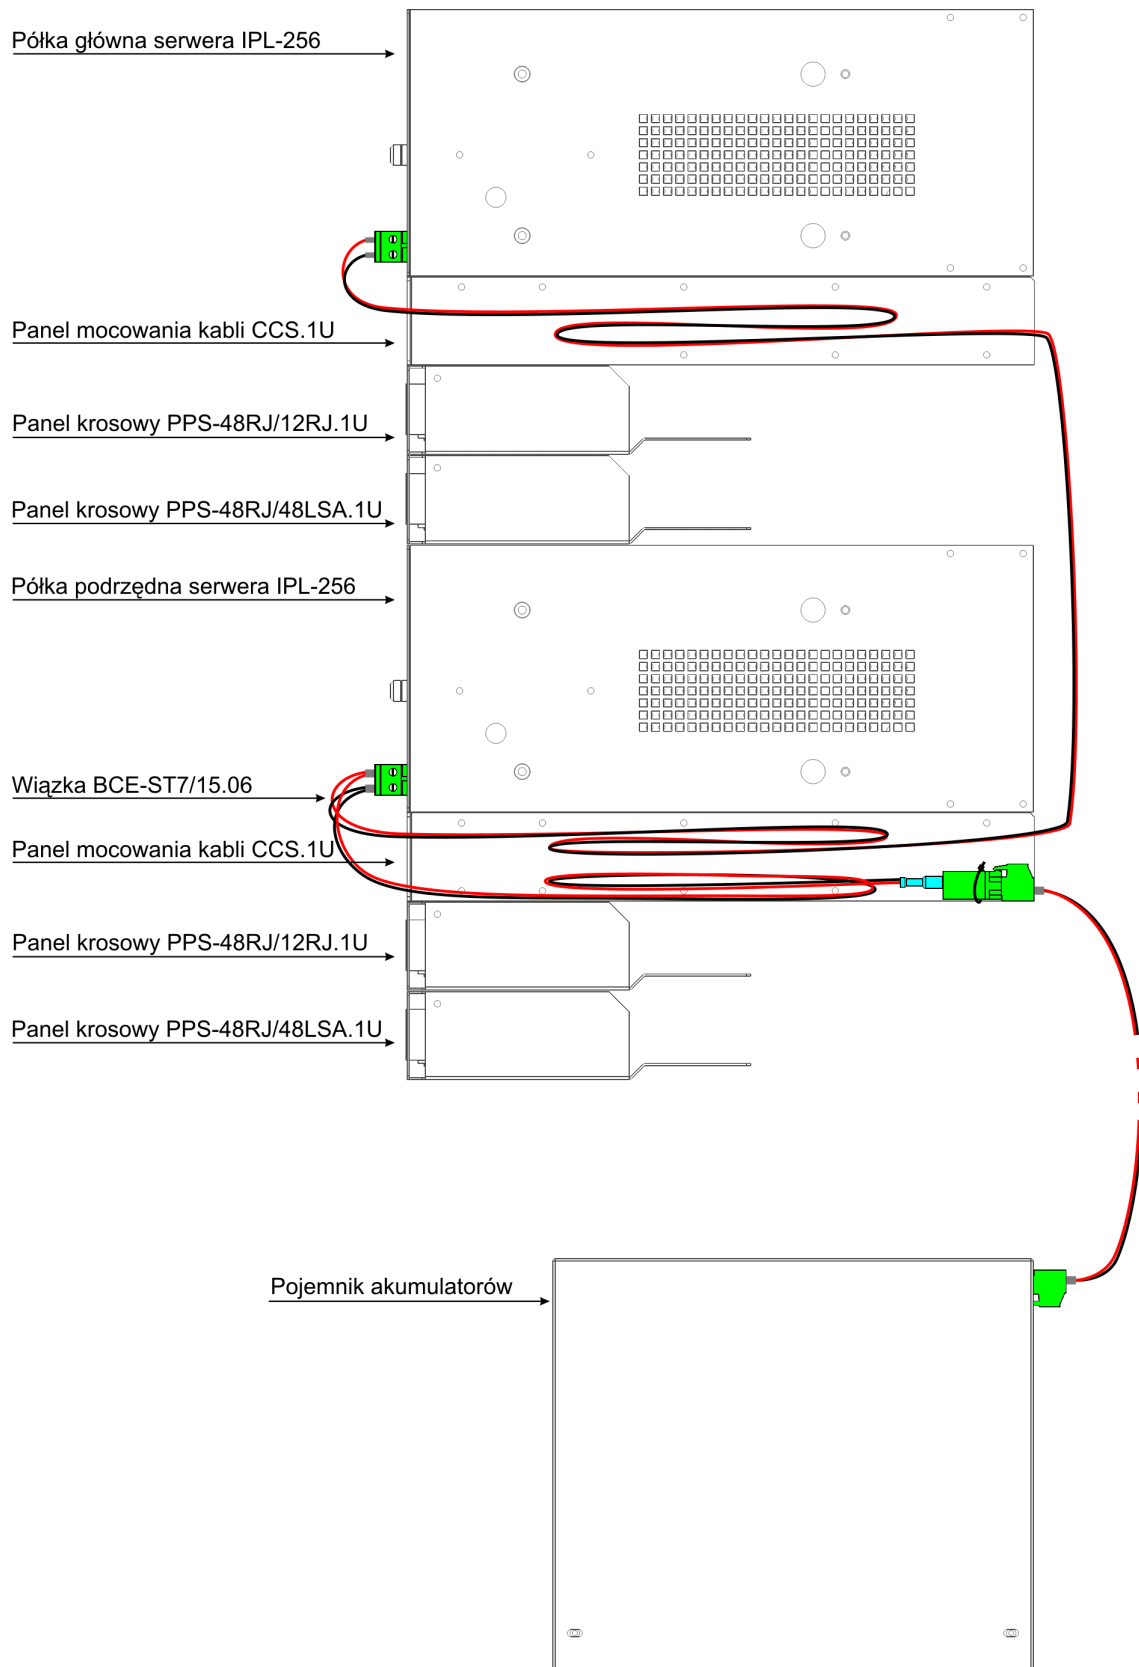 Półka główna serwera IPL-256
Panel mocowania kabli CCS.1U
Panel krosowy PPS-48RJ/12RJ.1U
Panel krosowy PPS-48RJ/48LSA.1U
Półka podrzędna serwera IPL-256
Wiązka BCE-ST7/15.06
Panel mocowania kabli CCS.1U
Panel krosowy PPS-48RJ/12RJ.1U
Panel krosowy PPS-48RJ/48LSA.1U
Pojemnik akumulatorów